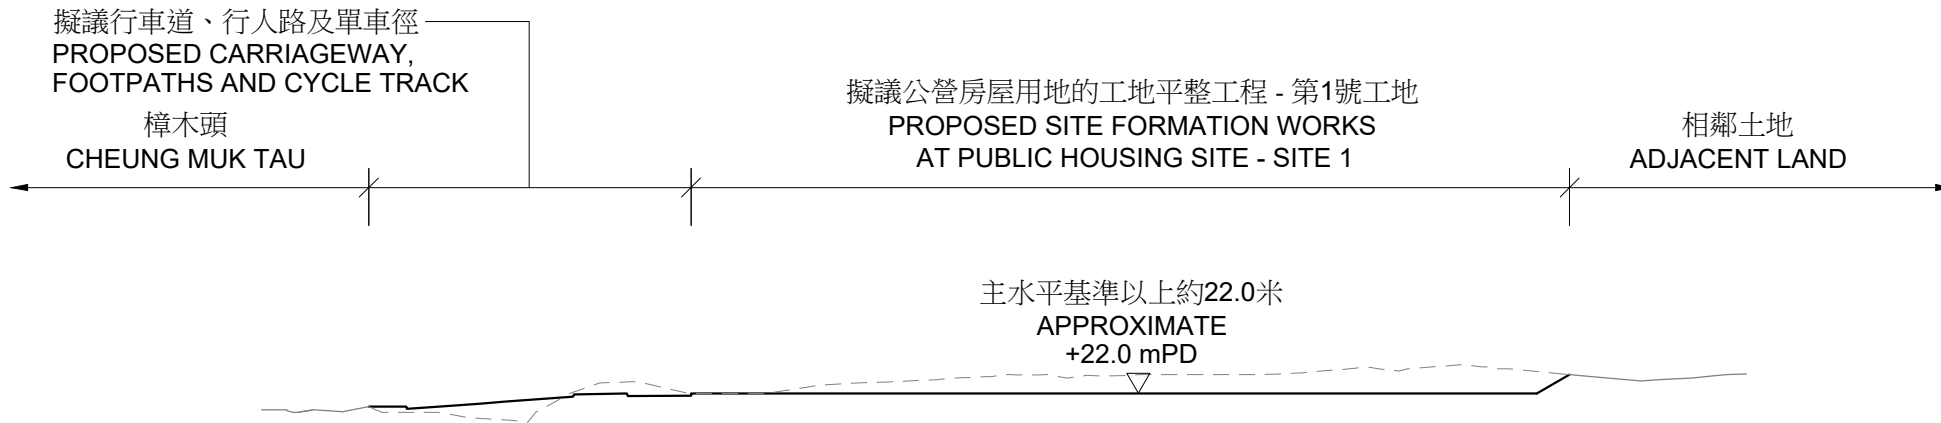 擬議行車道、行人路及單車徑
PROPOSED CARRIAGEWAY,
FOOTPATHS AND CYCLE TRACK
樟木頭
CHEUNG MUK TAU
擬議公營房屋用地的工地平整工程 - 第1號工地
PROPOSED SITE FORMATION WORKS
AT PUBLIC HOUSING SITE - SITE 1
相鄰土地
ADJACENT LAND
主水平基準以上約22.0米
APPROXIMATE
+22.0 mPD